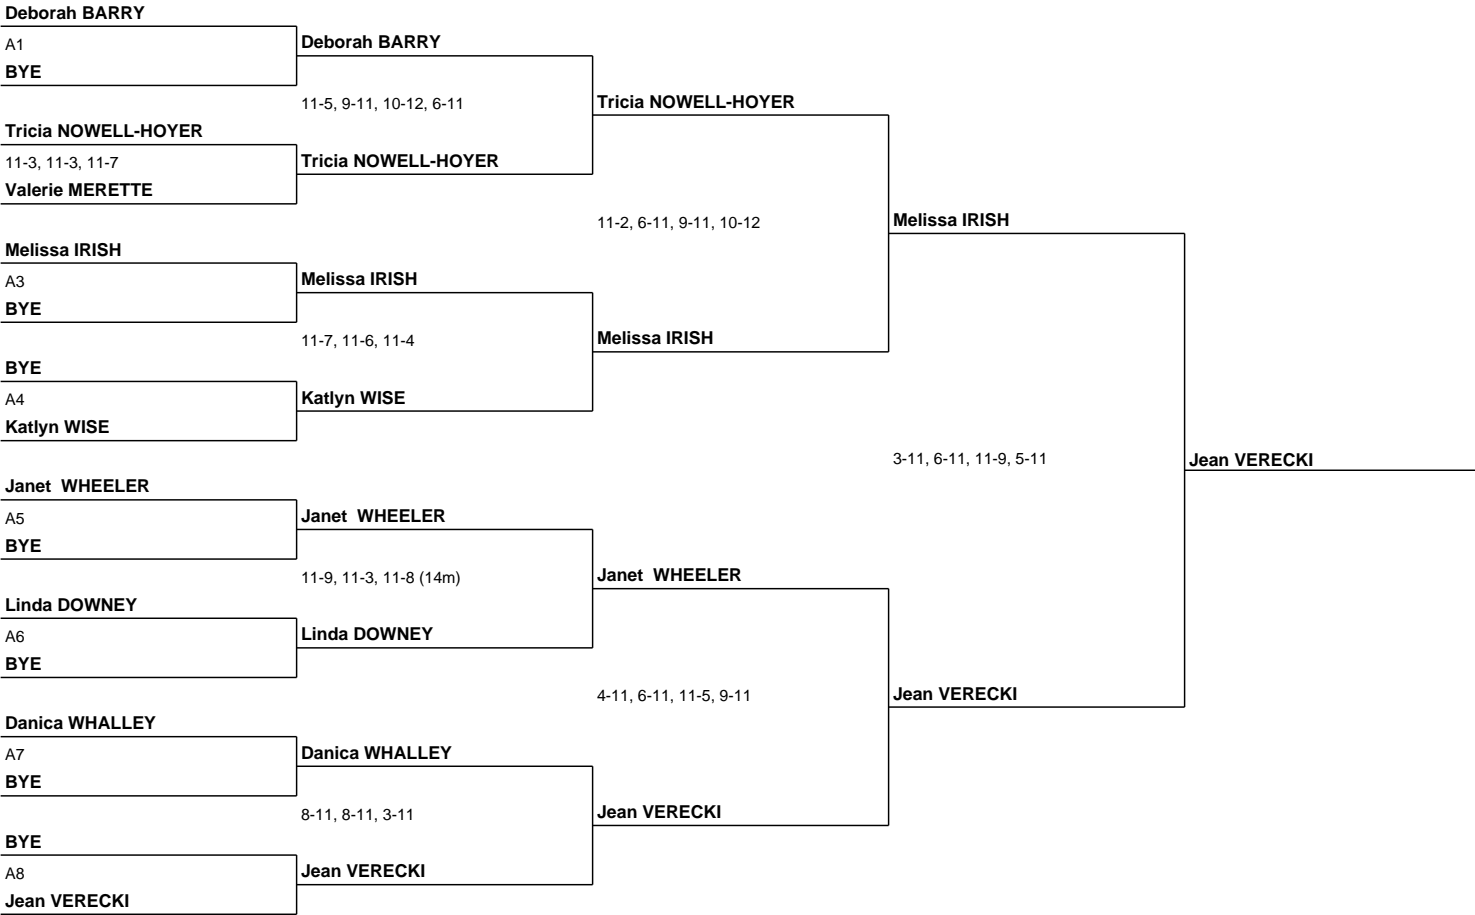 Deborah BARRY
A1
BYE
Tricia NOWELL-HOYER
11-3, 11-3, 11-7
Valerie MERETTE
Melissa IRISH
A3
BYE
BYE
A4
Katlyn WISE
Janet  WHEELER
A5
BYE
Linda DOWNEY
A6
BYE
Danica WHALLEY
A7
BYE
BYE
A8
Jean VERECKI
Deborah BARRY
11-5, 9-11, 10-12, 6-11
Tricia NOWELL-HOYER
Melissa IRISH
11-7, 11-6, 11-4
Katlyn WISE
Janet  WHEELER
11-9, 11-3, 11-8 (14m)
Linda DOWNEY
Danica WHALLEY
8-11, 8-11, 3-11
Jean VERECKI
Tricia NOWELL-HOYER
11-2, 6-11, 9-11, 10-12
Melissa IRISH
Janet  WHEELER
4-11, 6-11, 11-5, 9-11
Jean VERECKI
Melissa IRISH
3-11, 6-11, 11-9, 5-11
Jean VERECKI
Jean VERECKI